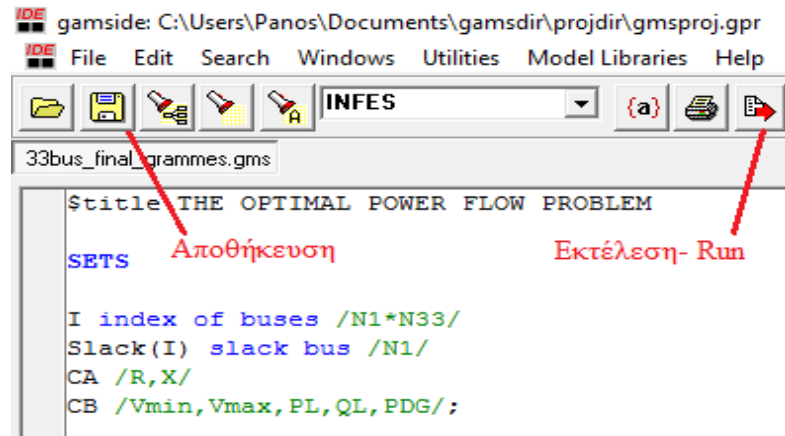 IDE gamside: C:\Users\Panos\Documents\gamsdir\projdir\gmsproj.gpr
IDE File Edit Search Windows Utilities Model Libraries Help
A INFES {a}
33bus_final_grammes.gms
$title THE OPTIMAL POWER FLOW PROBLEM
SETS Αποθήκευση Εκτέλεση- Run
I index of buses /N1*N33/
Slack(I) slack bus /N1/
CA /R,X/
CB /Vmin,Vmax,PL,QL,PDG/;